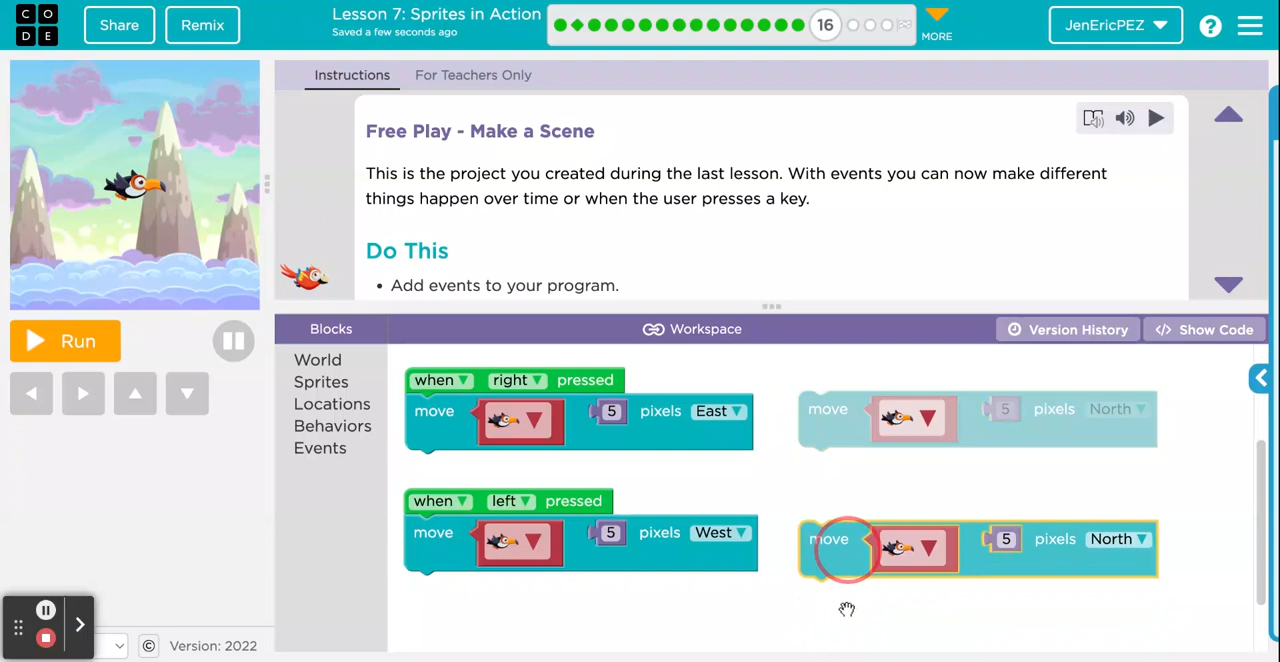 C O
D E
Share
Remix
Lesson 7: Sprites in Action
Saved a few seconds ago
16
MORE
JenEricPEZ
?
Instructions
For Teachers Only
Free Play - Make a Scene
This is the project you created during the last lesson. With events you can now make different
things happen over time or when the user presses a key.
Do This
• Add events to your program.
Run
Blocks
Workspace
Version History
</> Show Code
World
Sprites
Locations
Behaviors
Events
when right pressed
move 5 pixels East
move 5 pixels North
when left pressed
move 5 pixels West
move 5 pixels North
© Version: 2022